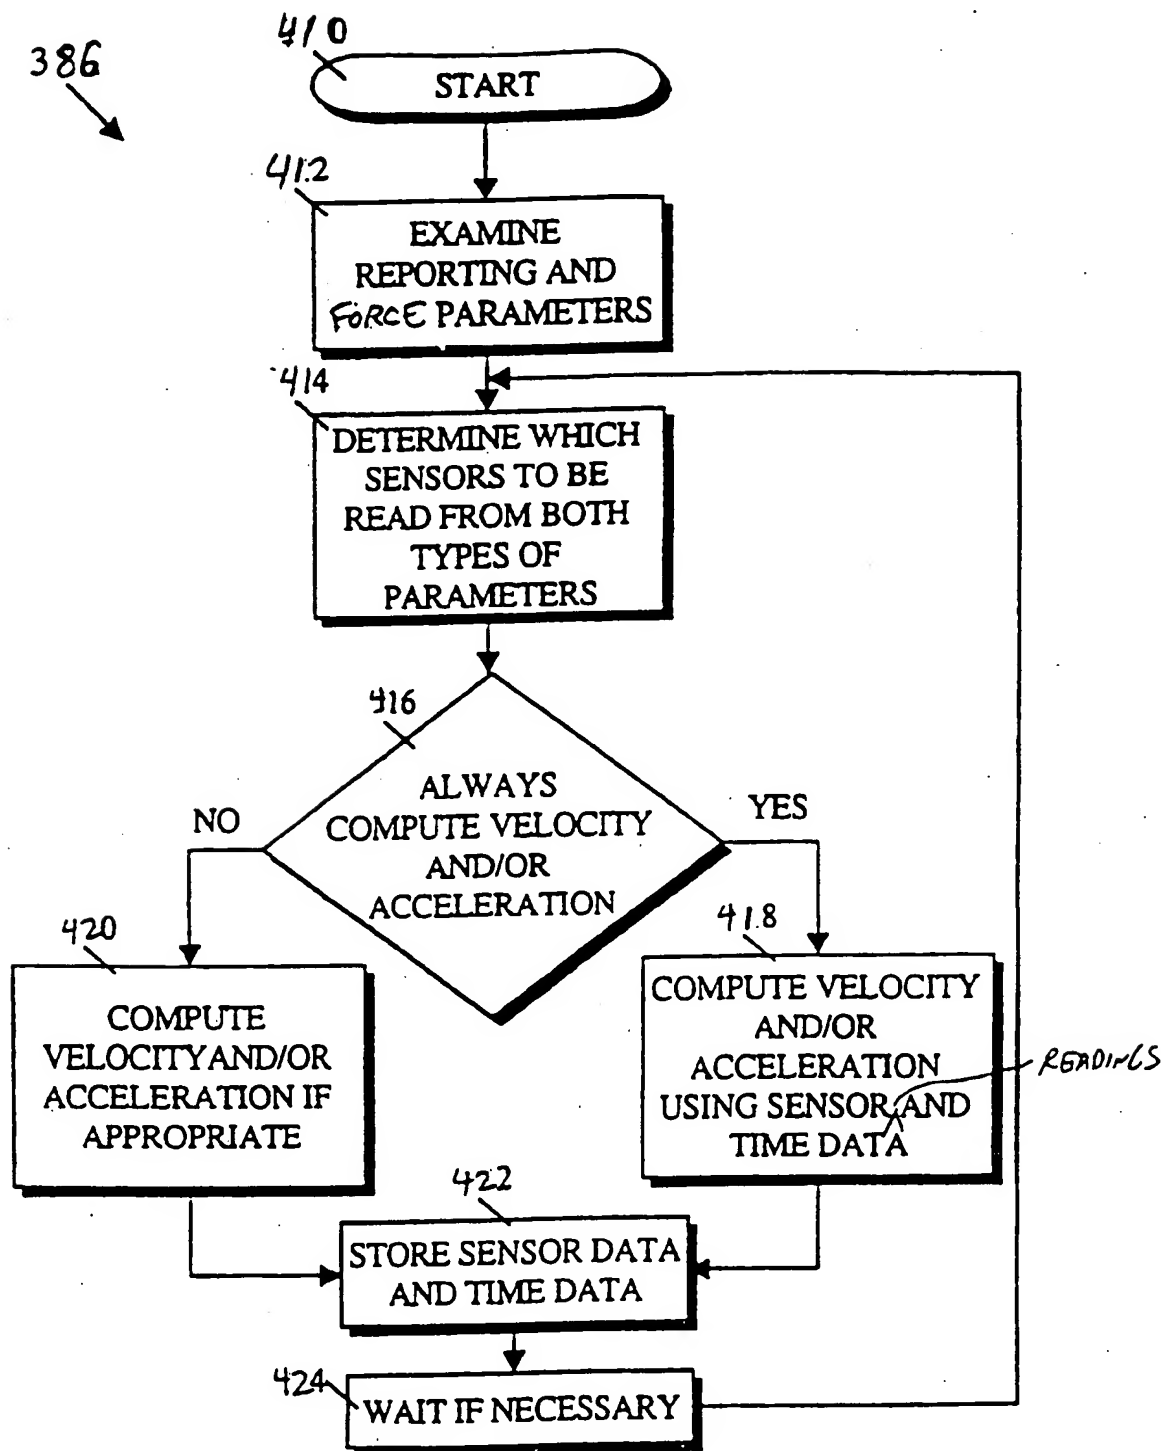 410
386
START
412
EXAMINE
REPORTING AND
FORCE PARAMETERS
414
DETERMINE WHICH
SENSORS TO BE
READ FROM BOTH
TYPES OF
PARAMETERS
416
ALWAYS
COMPUTE VELOCITY
AND/OR
ACCELERATION
NO
YES
420
COMPUTE
VELOCITYAND/OR
ACCELERATION IF
APPROPRIATE
418
COMPUTE VELOCITY
AND/OR
ACCELERATION
USING SENSOR AND
TIME DATA
READINGS
422
STORE SENSOR DATA
AND TIME DATA
424
WAIT IF NECESSARY